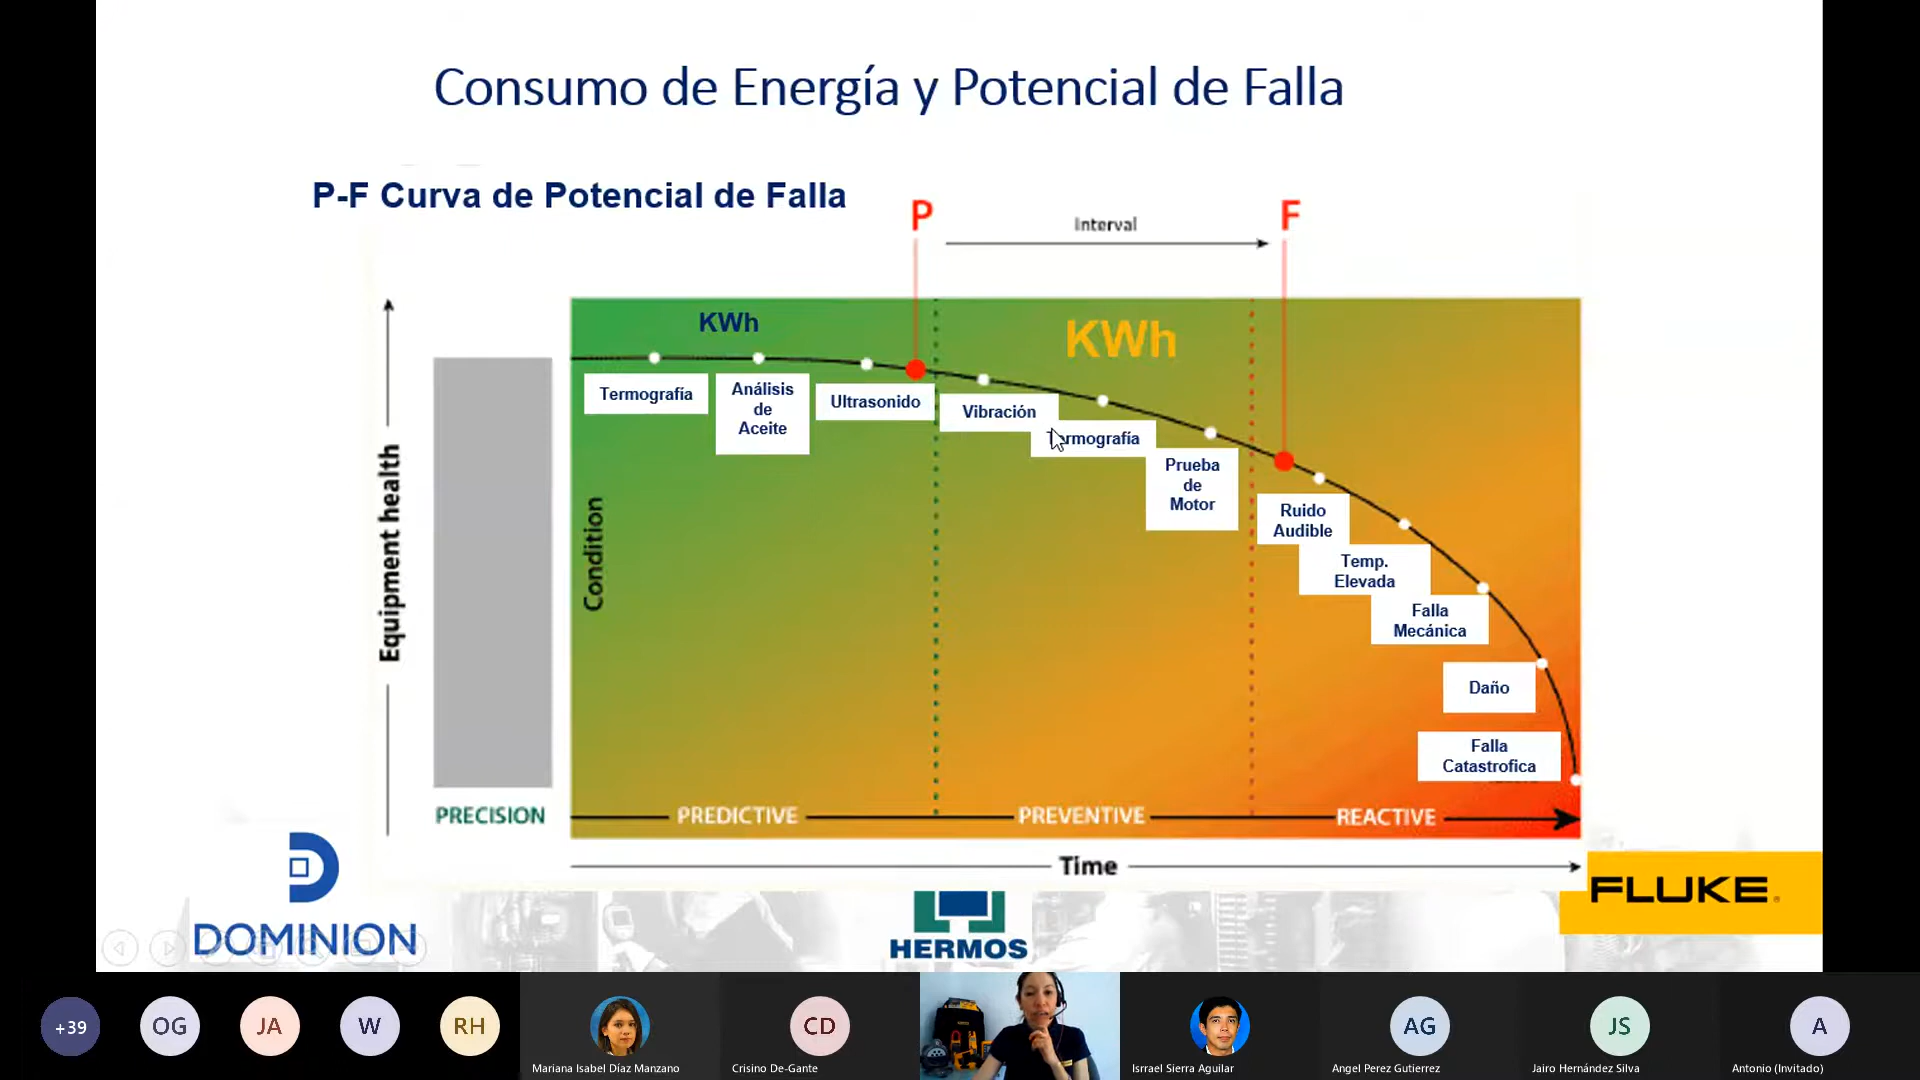 Consumo de Energía y Potencial de Falla
P-F Curva de Potencial de Falla
P
Interval
F
KWh
KWh
Termografía
Análisis
de
Aceite
Ultrasonido
Vibración
Termografía
Prueba
de
Motor
Ruido
Audible
Temp.
Elevada
Falla
Mecánica
Daño
Falla
Catastrofica
Equipment health
Condition
PRECISION
PREDICTIVE
PREVENTIVE
REACTIVE
Time
DOMINION
HERMOS
FLUKE
+39
OG
JA
W
RH
Mariana Isabel Díaz Manzano
CD
Crisino De-Gante
Isrrael Sierra Aguilar
AG
Angel Perez Gutierrez
JS
Jairo Hernández Silva
A
Antonio (Invitado)